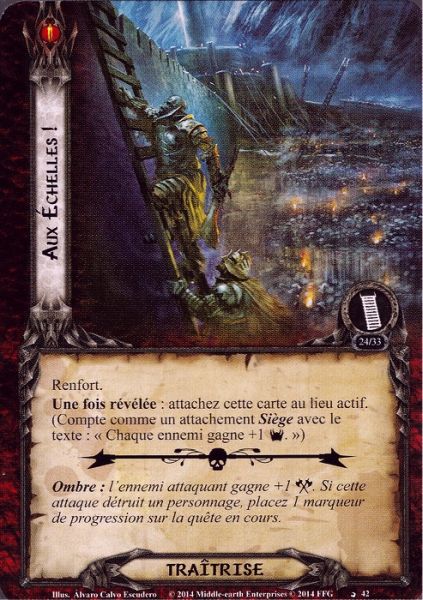 AUX ÉCHELLES !
24/33
Renfort.
Une fois révélée : attachez cette carte au lieu actif.
(Compte comme un attachement Siège avec le
texte : « Chaque ennemi gagne +1 . »)
Ombre : l'ennemi attaquant gagne +1 . Si cette
attaque détruit un personnage, placez 1 marqueur
de progression sur la quête en cours.
TRAÎTRISE
Illus. Álvaro Calvo Escudero © 2014 Middle-earth Enterprises © 2014 FFG 42